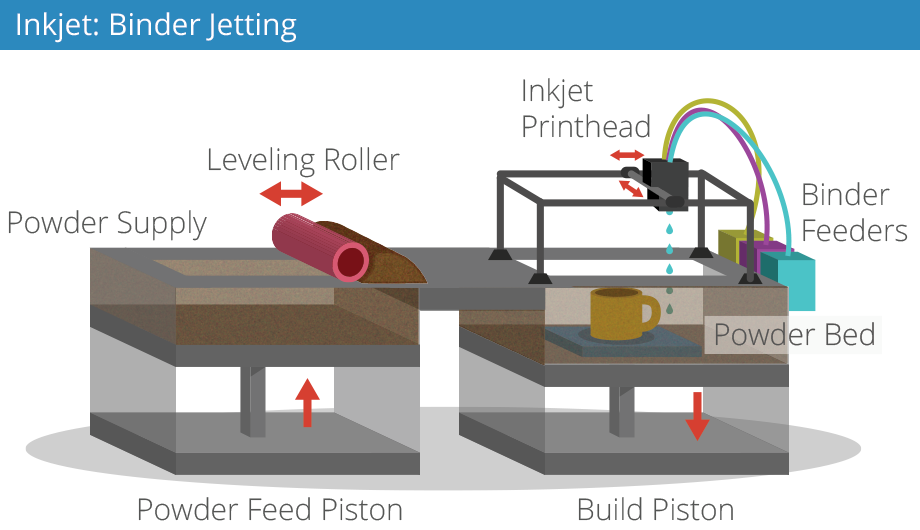 Inkjet: Binder Jetting
Inkjet
Printhead
Leveling Roller
Binder
Feeders
Powder Supply
Powder Bed
Powder Feed Piston
Build Piston